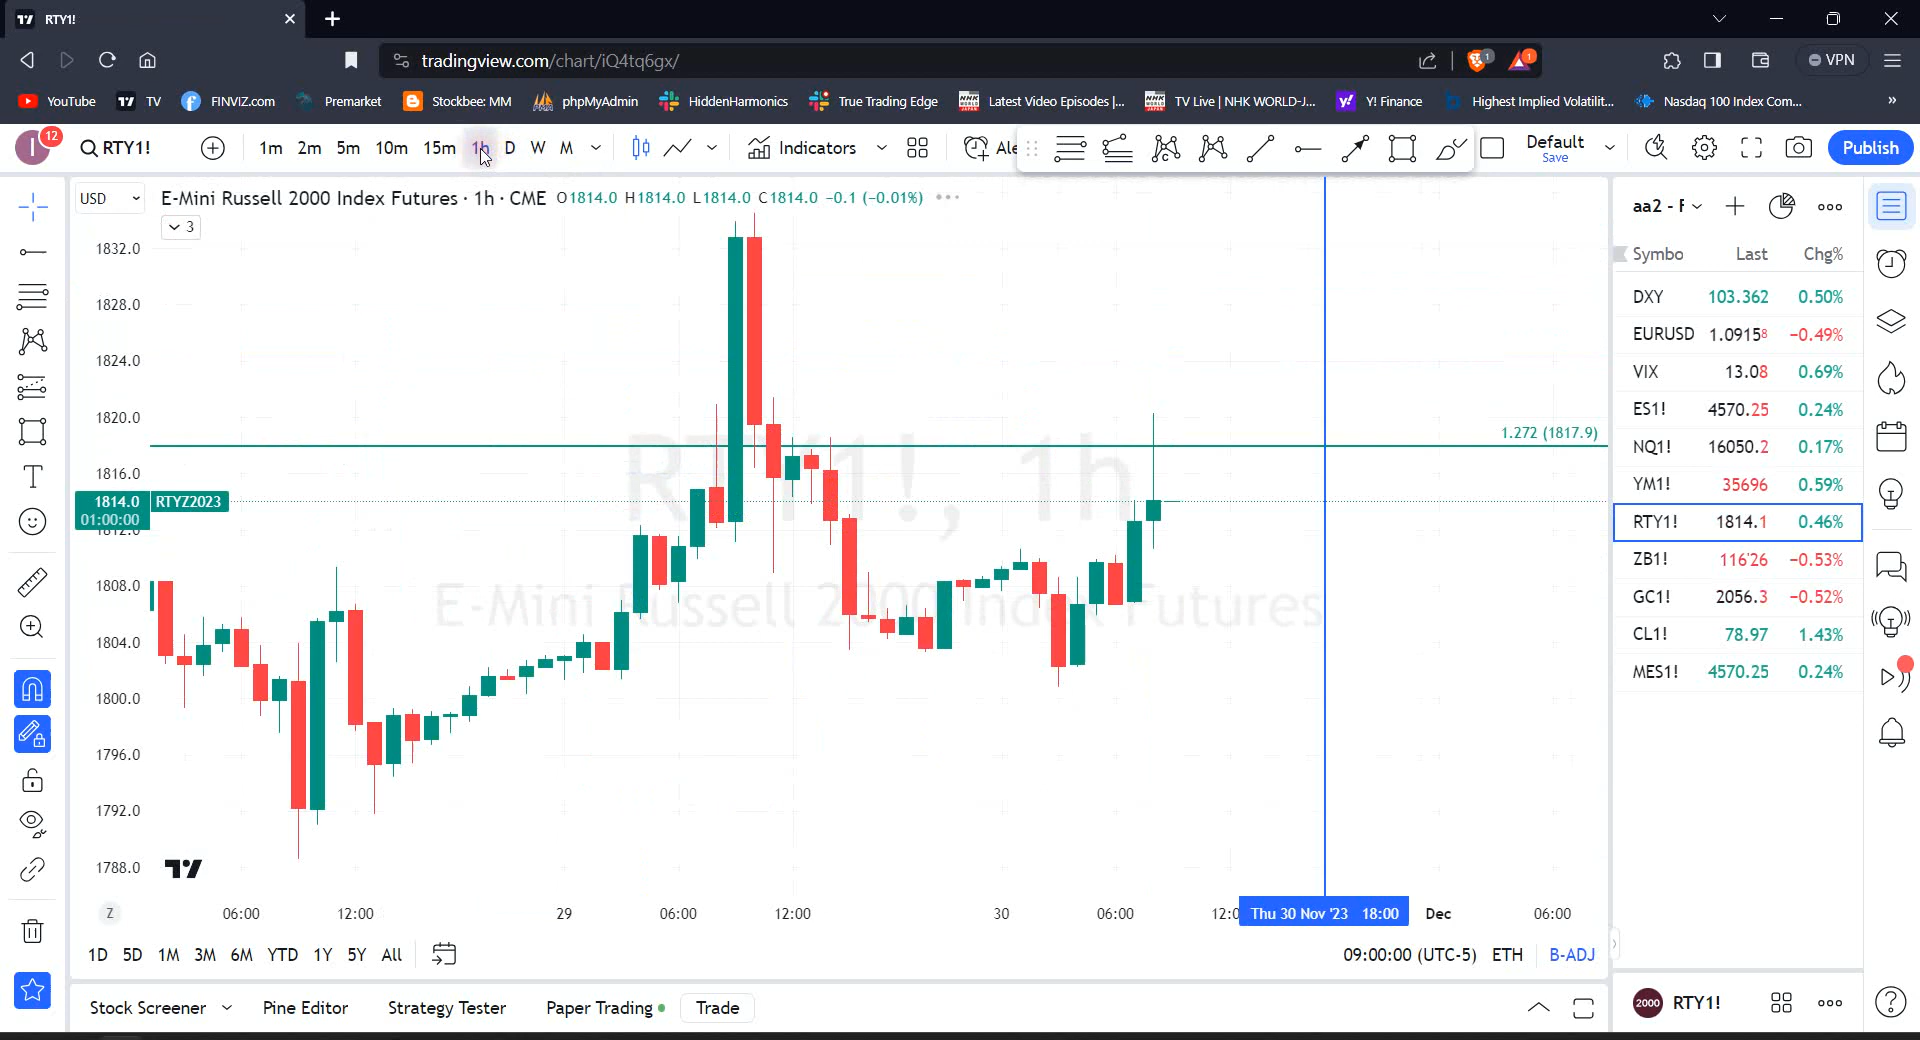 RTY1!
tradingview.com/chart/iQ4tq6gx/
1
1
VPN
YouTube
TV
FINVIZ.com
Premarket
Stockbee: MM
phpMyAdmin
HiddenHarmonics
True Trading Edge
Latest Video Episodes |...
TV Live | NHK WORLD-J...
Y! Finance
Highest Implied Volatilit...
Nasdaq 100 Index Com...
»
I
12
RTY1!
1m 2m 5m 10m 15m 1h D W M
Indicators
Ale
Default
Save
Publish
USD
E-Mini Russell 2000 Index Futures · 1h · CME O1814.0 H1814.0 L1814.0 C1814.0 −0.1 (−0.01%)
3
1832.0
1828.0
1824.0
1820.0
1816.0
1814.0 RTYZ2023
01:00:00
1812.0
1808.0
1804.0
1800.0
1796.0
1792.0
1788.0
1.272 (1817.9)
RTY1!, 1h
E-Mini Russell 2000 Index Futures
Z
06:00 12:00 29 06:00 12:00 30 06:00 12:0 Thu 30 Nov '23 18:00 Dec 06:00
1D 5D 1M 3M 6M YTD 1Y 5Y All
09:00:00 (UTC-5) ETH B-ADJ
Stock Screener Pine Editor Strategy Tester Paper Trading Trade
aa2 - F
Symbo Last Chg%
DXY 103.362 0.50%
EURUSD 1.09158 −0.49%
VIX 13.08 0.69%
ES1! 4570.25 0.24%
NQ1! 16050.2 0.17%
YM1! 35696 0.59%
RTY1! 1814.1 0.46%
ZB1! 116'26 −0.53%
GC1! 2056.3 −0.52%
CL1! 78.97 1.43%
MES1! 4570.25 0.24%
2000 RTY1!